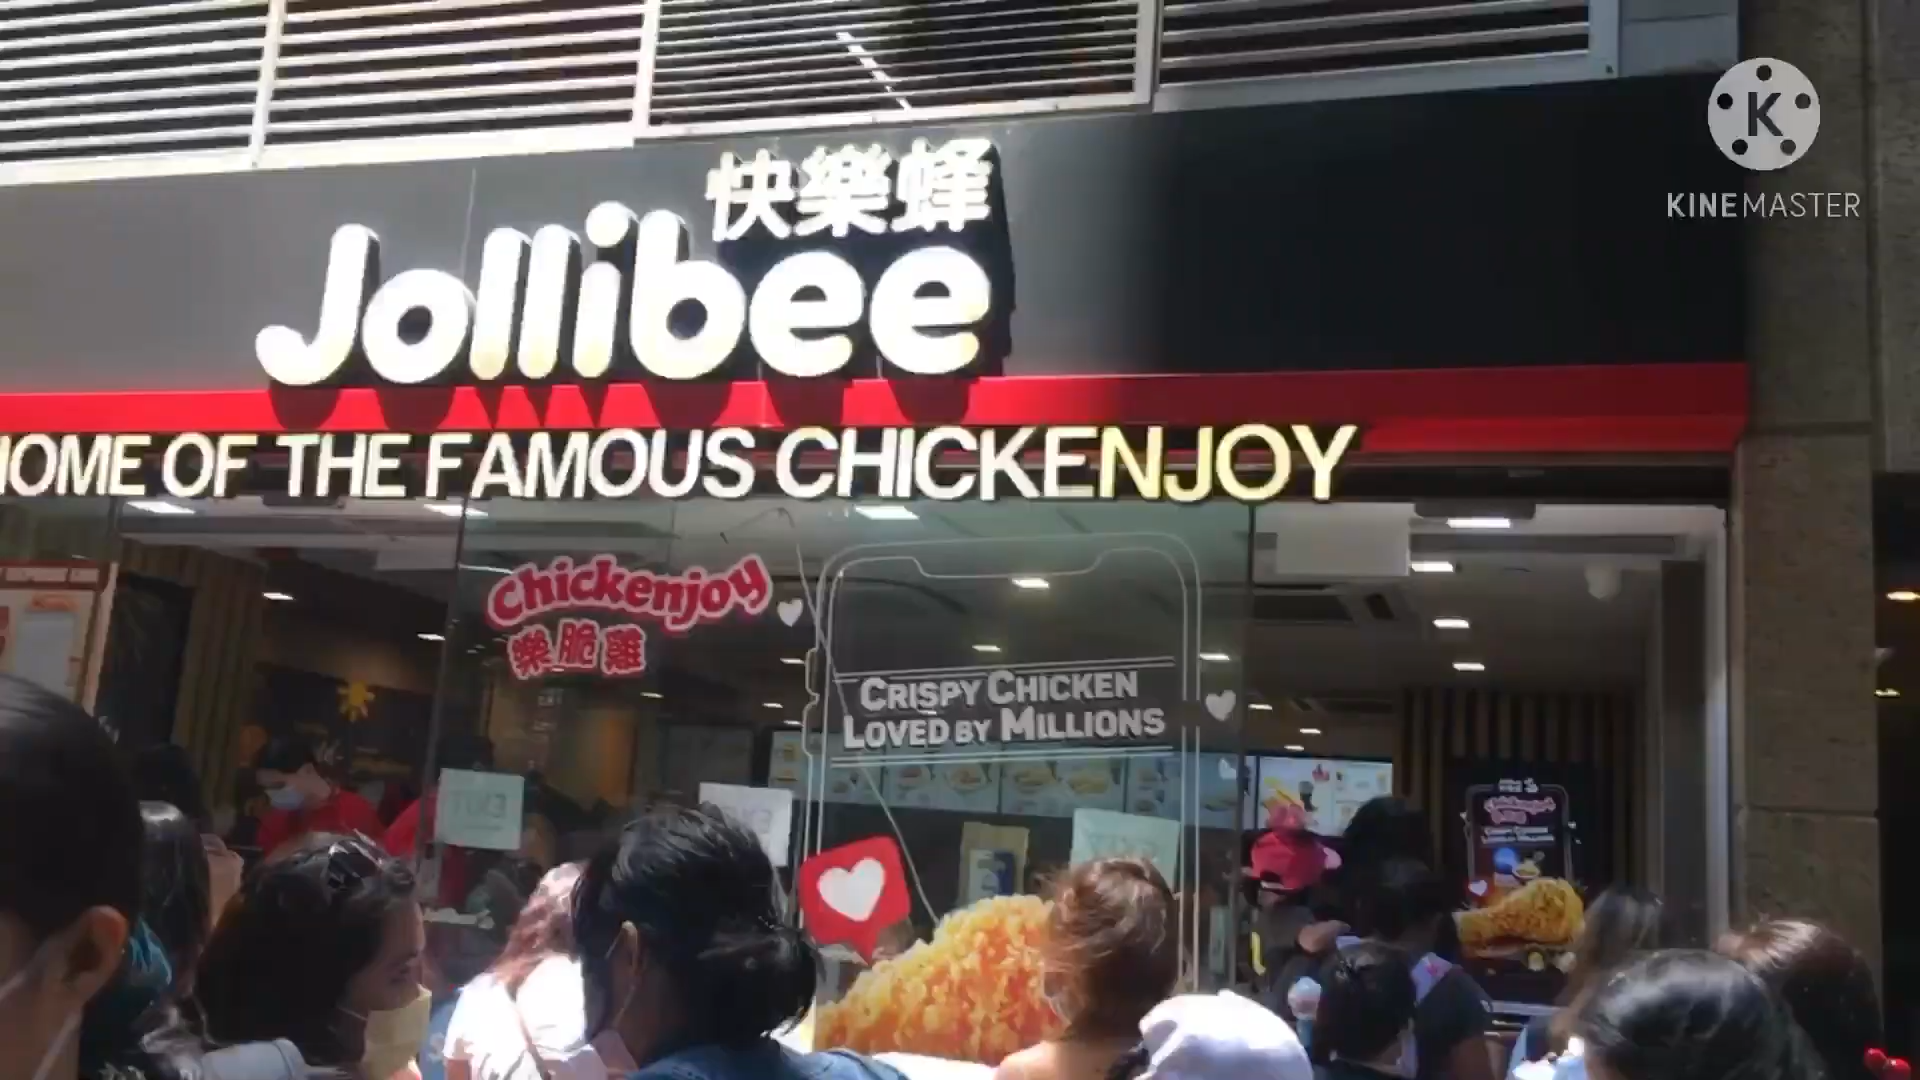 快樂蜂
Jollibee
HOME OF THE FAMOUS CHICKENJOY
Chickenjoy
樂脆雞
CRISPY CHICKEN
LOVED BY MILLIONS
EXIT
K
KINEMASTER